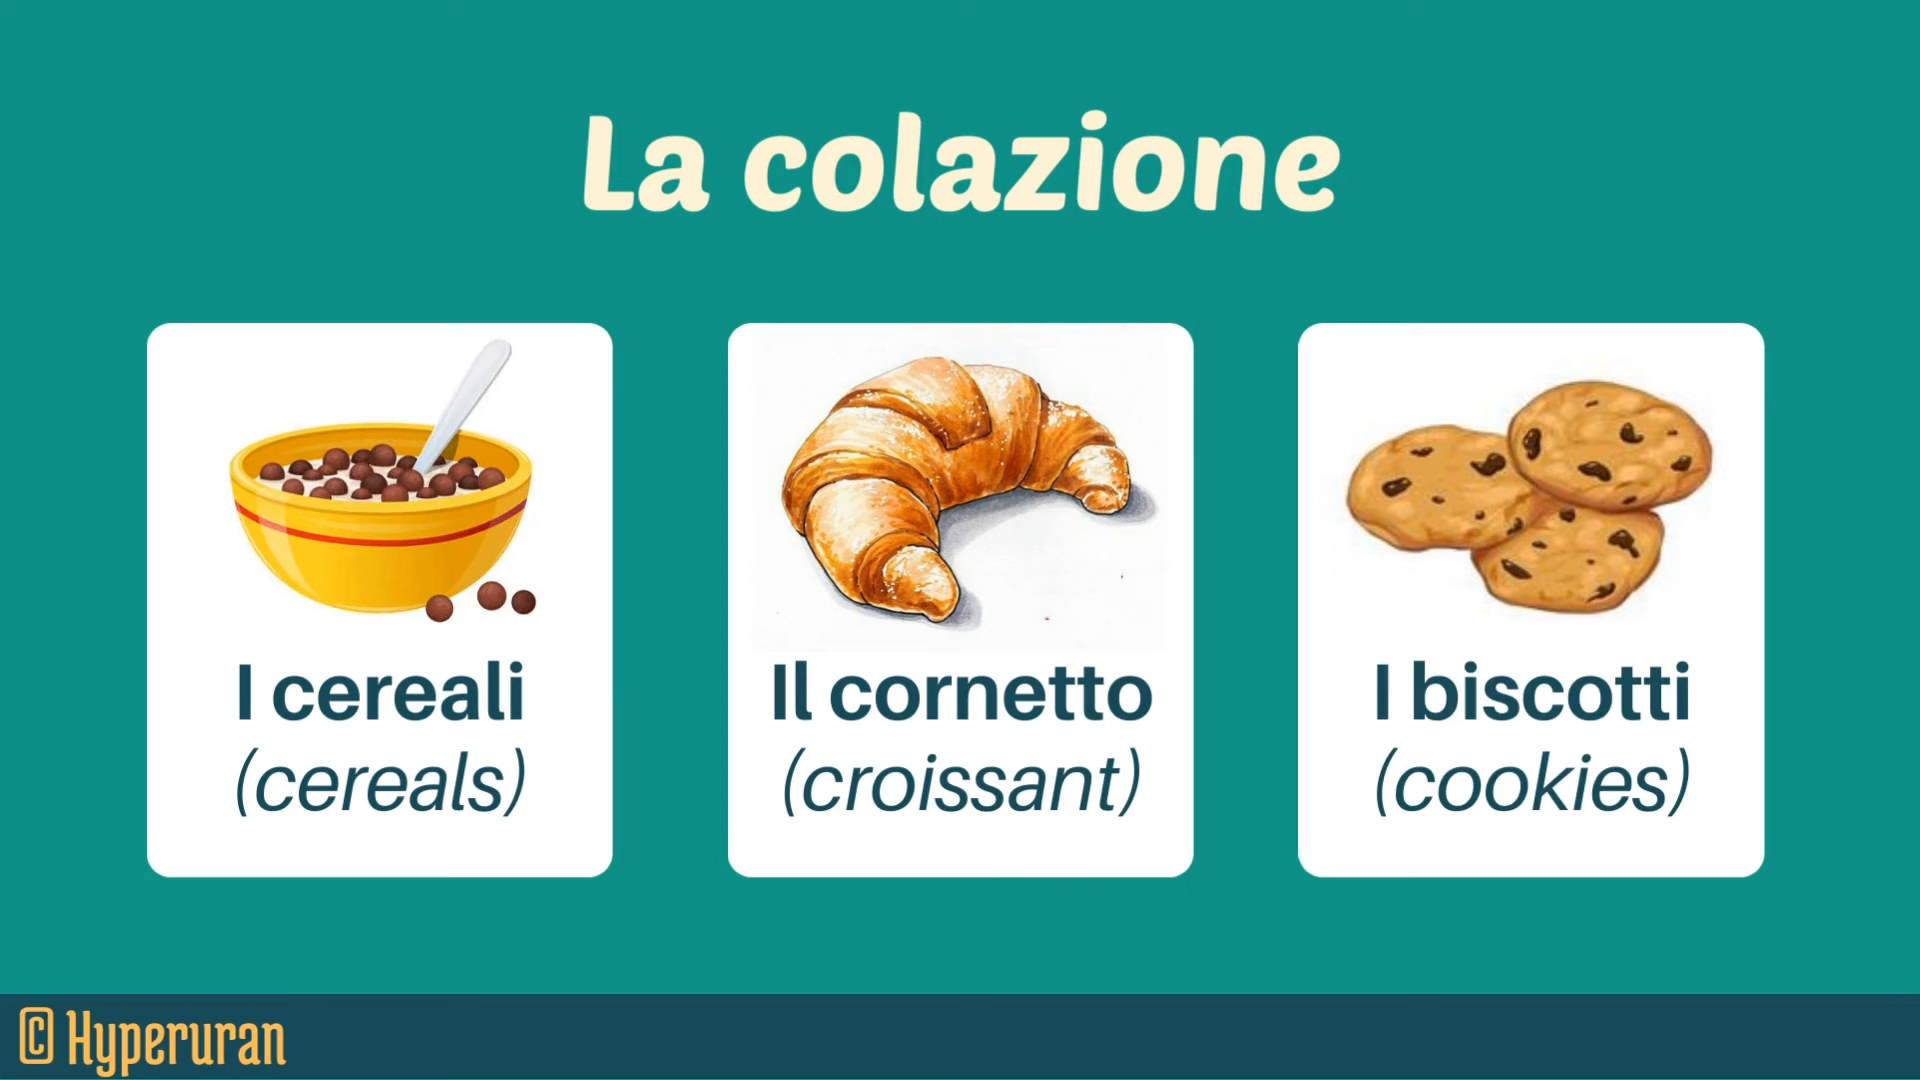 La colazione
I cereali
(cereals)
Il cornetto
(croissant)
I biscotti
(cookies)
© Hyperuran